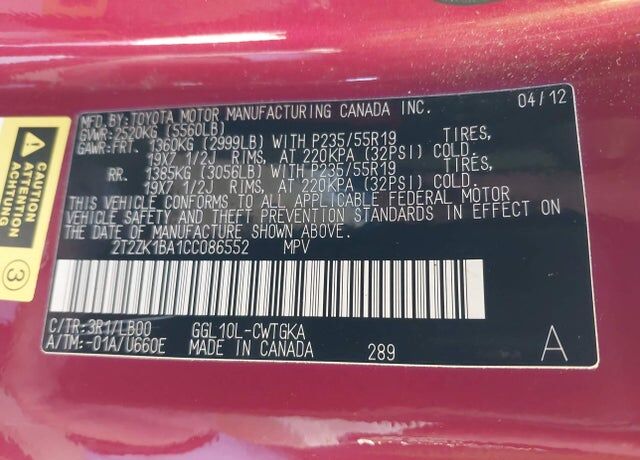 MFD.BY:TOYOTA MOTOR MANUFACTURING CANADA INC. 04/12
GVWR:2520KG (5560LB)
GAWR:FRT. 1360KG (2999LB) WITH P235/55R19 TIRES,
19X7 1/2J RIMS, AT 220KPA (32PSI) COLD.
RR. 1385KG (3056LB) WITH P235/55R19 TIRES,
19X7 1/2J RIMS, AT 220KPA (32PSI) COLD.
THIS VEHICLE CONFORMS TO ALL APPLICABLE FEDERAL MOTOR
VEHICLE SAFETY AND THEFT PREVENTION STANDARDS IN EFFECT ON
THE DATE OF MANUFACTURE SHOWN ABOVE.
2T2ZK1BA1CC086552 MPV
C/TR:3R1/LB00 GGL10L-CWTGKA
A/TM:-01A/U660E MADE IN CANADA 289 A
CAUTION
ATTENTION
ACHTUNG
3